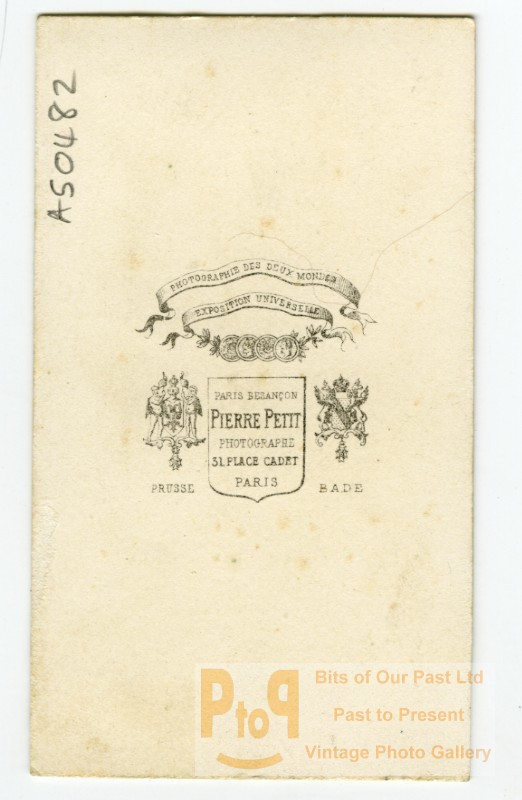 A50482
PHOTOGRAPHIE DES DEUX MONDES
EXPOSITION UNIVERSELLE
PARIS BESANÇON
PIERRE PETIT
PHOTOGRAPHE
31. PLACE CADET
PARIS
PRUSSE
BADE
PtoP
Bits of Our Past Ltd
Past to Present
Vintage Photo Gallery